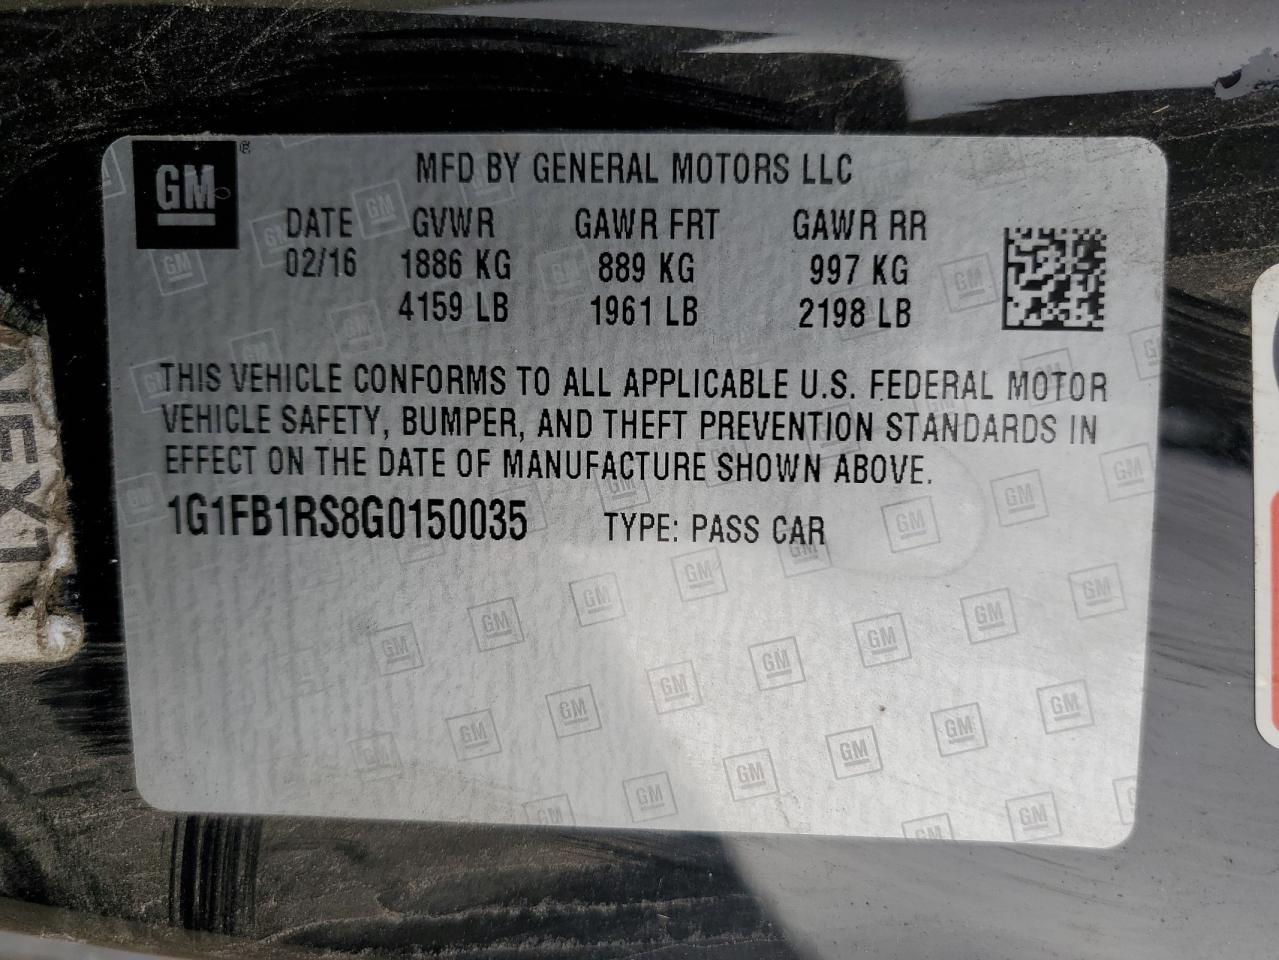 GM ®
MFD BY GENERAL MOTORS LLC
DATE GVWR GAWR FRT GAWR RR
02/16 1886 KG 889 KG 997 KG
4159 LB 1961 LB 2198 LB
THIS VEHICLE CONFORMS TO ALL APPLICABLE U.S. FEDERAL MOTOR
VEHICLE SAFETY, BUMPER, AND THEFT PREVENTION STANDARDS IN
EFFECT ON THE DATE OF MANUFACTURE SHOWN ABOVE.
1G1FB1RS8G0150035 TYPE: PASS CAR